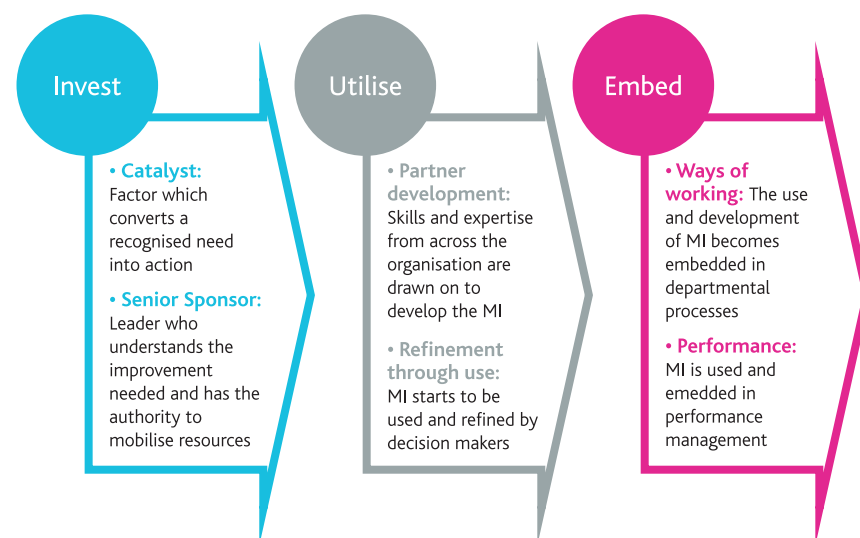 Invest
• Catalyst:
Factor which
converts a
recognised need
into action
• Senior Sponsor:
Leader who
understands the
improvement
needed and has the
authority to
mobilise resources
Utilise
• Partner
development:
Skills and expertise
from across the
organisation are
drawn on to
develop the MI
• Refinement
through use:
MI starts to be
used and refined by
decision makers
Embed
• Ways of
working: The use
and development
of MI becomes
embedded in
departmental
processes
• Performance:
MI is used and
emedded in
performance
management